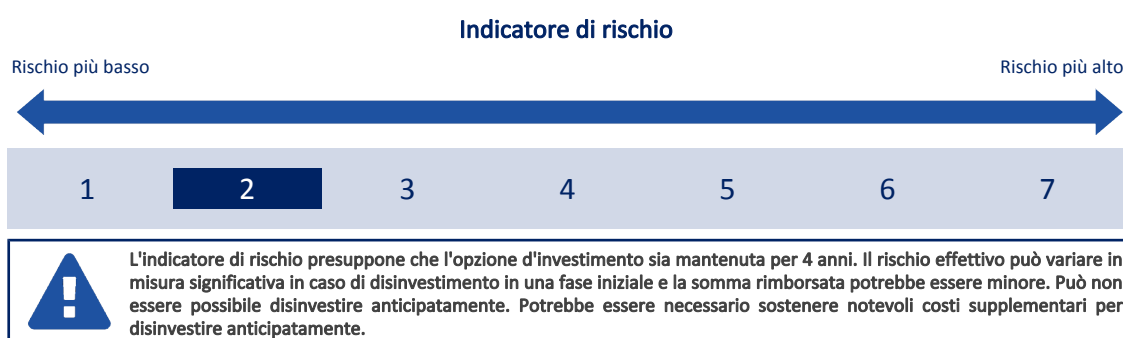 Indicatore di rischio
Rischio più basso
Rischio più alto
1 2 3 4 5 6 7
L'indicatore di rischio presuppone che l'opzione d'investimento sia mantenuta per 4 anni. Il rischio effettivo può variare in
misura significativa in caso di disinvestimento in una fase iniziale e la somma rimborsata potrebbe essere minore. Può non
essere possibile disinvestire anticipatamente. Potrebbe essere necessario sostenere notevoli costi supplementari per
disinvestire anticipatamente.